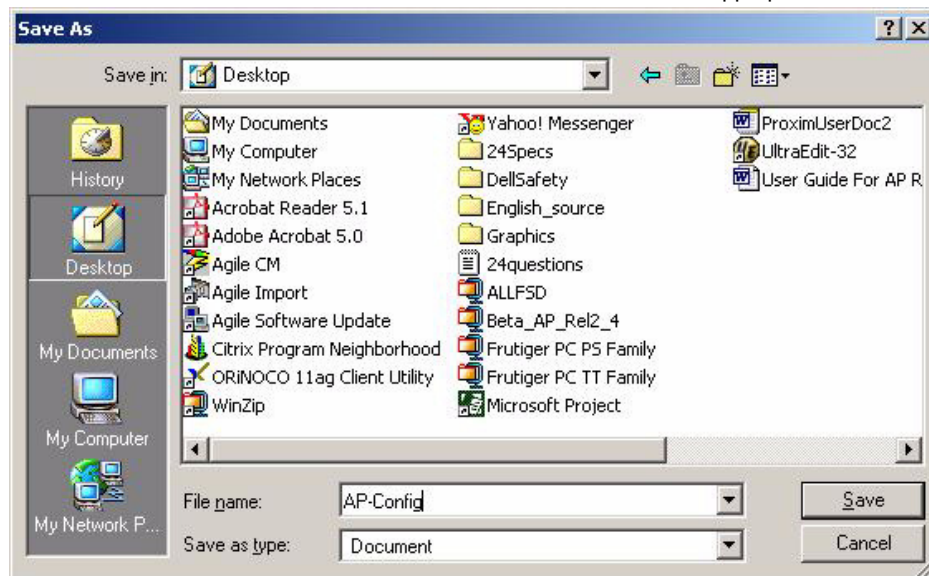 Save As
Save in:
Desktop
History
Desktop
My Documents
My Computer
My Network P...
My Documents
My Computer
My Network Places
Acrobat Reader 5.1
Adobe Acrobat 5.0
Agile CM
Agile Import
Agile Software Update
Citrix Program Neighborhood
ORiNOCO 11ag Client Utility
WinZip
Yahoo! Messenger
24Specs
DellSafety
English_source
Graphics
24questions
ALLFSD
Beta_AP_Rel2_4
Frutiger PC PS Family
Frutiger PC TT Family
Microsoft Project
ProximUserDoc2
UltraEdit-32
User Guide For AP R
File name:
AP-Config
Save
Save as type:
Document
Cancel